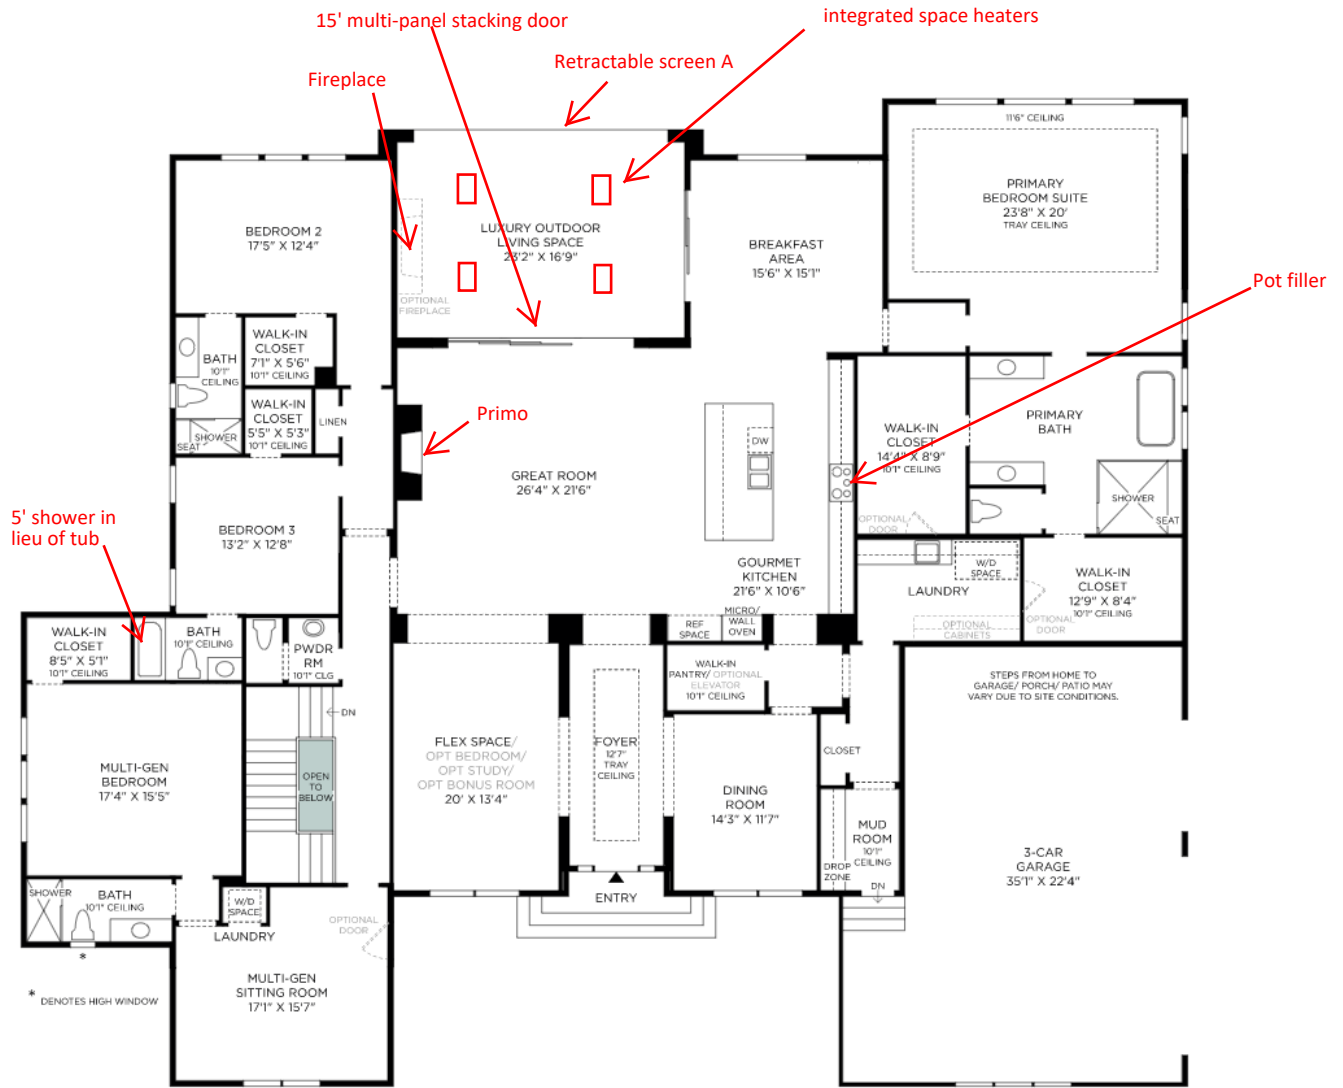 15' multi-panel stacking door
integrated space heaters
Retractable screen A
Fireplace
11'6" CEILING
PRIMARY
BEDROOM SUITE
23'8" X 20'
TRAY CEILING
BEDROOM 2
17'5" X 12'4"
LUXURY OUTDOOR
LIVING SPACE
23'2" X 16'9"
BREAKFAST
AREA
15'6" X 15'1"
Pot filler
OPTIONAL
FIREPLACE
BATH
10'1"
CEILING
WALK-IN
CLOSET
7'1" X 5'6"
10'1" CEILING
WALK-IN
CLOSET
5'5" X 5'3"
10'1" CEILING
LINEN
SHOWER
SEAT
Primo
GREAT ROOM
26'4" X 21'6"
DW
WALK-IN
CLOSET
14'4" X 8'9"
10'1" CEILING
OPTIONAL
DOOR
PRIMARY
BATH
SHOWER
SEAT
5' shower in
lieu of tub
BEDROOM 3
13'2" X 12'8"
GOURMET
KITCHEN
21'6" X 10'6"
W/D
SPACE
LAUNDRY
OPTIONAL
CABINETS
WALK-IN
CLOSET
12'9" X 8'4"
10'1" CEILING
OPTIONAL
DOOR
WALK-IN
CLOSET
8'5" X 5'1"
10'1" CEILING
BATH
10'1" CEILING
PWDR
RM
10'1" CLG
REF
SPACE
MICRO/
WALL
OVEN
WALK-IN
PANTRY/ OPTIONAL
ELEVATOR
10'1" CEILING
STEPS FROM HOME TO
GARAGE/ PORCH/ PATIO MAY
VARY DUE TO SITE CONDITIONS.
DN
OPEN
TO
BELOW
MULTI-GEN
BEDROOM
17'4" X 15'5"
FLEX SPACE/
OPT BEDROOM/
OPT STUDY/
OPT BONUS ROOM
20' X 13'4"
FOYER
12'7"
TRAY
CEILING
CLOSET
DINING
ROOM
14'3" X 11'7"
MUD
ROOM
10'1"
CEILING
DROP
ZONE
DN
3-CAR
GARAGE
35'1" X 22'4"
ENTRY
SHOWER
BATH
10'1" CEILING
W/D
SPACE
LAUNDRY
OPTIONAL
DOOR
*
* DENOTES HIGH WINDOW
MULTI-GEN
SITTING ROOM
17'1" X 15'7"